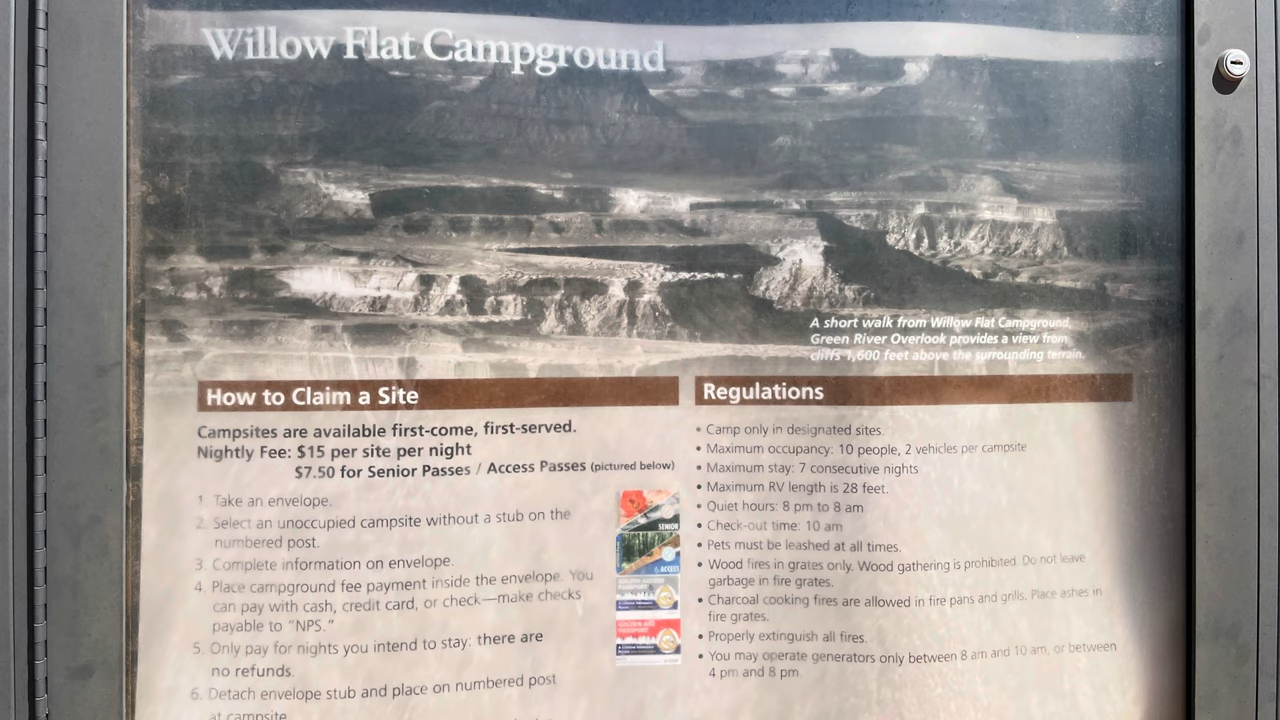 Willow Flat Campground
A short walk from Willow Flat Campground,
Green River Overlook provides a view from
cliffs 1,600 feet above the surrounding terrain.
How to Claim a Site
Campsites are available first-come, first-served.
Nightly Fee: $15 per site per night
$7.50 for Senior Passes / Access Passes (pictured below)
1. Take an envelope.
2. Select an unoccupied campsite without a stub on the
numbered post.
3. Complete information on envelope.
4. Place campground fee payment inside the envelope. You
can pay with cash, credit card, or check—make checks
payable to “NPS.”
5. Only pay for nights you intend to stay: there are
no refunds.
6. Detach envelope stub and place on numbered post
at campsite.
SENIOR
ACCESS
GOLDEN ACCESS
PASSPORT
GOLDEN AGE
PASSPORT
Regulations
• Camp only in designated sites.
• Maximum occupancy: 10 people, 2 vehicles per campsite
• Maximum stay: 7 consecutive nights
• Maximum RV length is 28 feet.
• Quiet hours: 8 pm to 8 am
• Check-out time: 10 am
• Pets must be leashed at all times.
• Wood fires in grates only. Wood gathering is prohibited. Do not leave
garbage in fire grates.
• Charcoal cooking fires are allowed in fire pans and grills. Place ashes in
fire grates.
• Properly extinguish all fires.
• You may operate generators only between 8 am and 10 am, or between
4 pm and 8 pm.